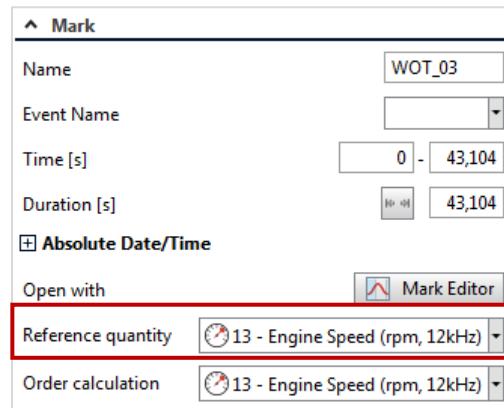 Mark
Name WOT_03
Event Name
Time [s] 0 - 43,104
Duration [s] 43,104
Absolute Date/Time
Open with Mark Editor
Reference quantity 13 - Engine Speed (rpm, 12kHz)
Order calculation 13 - Engine Speed (rpm, 12kHz)